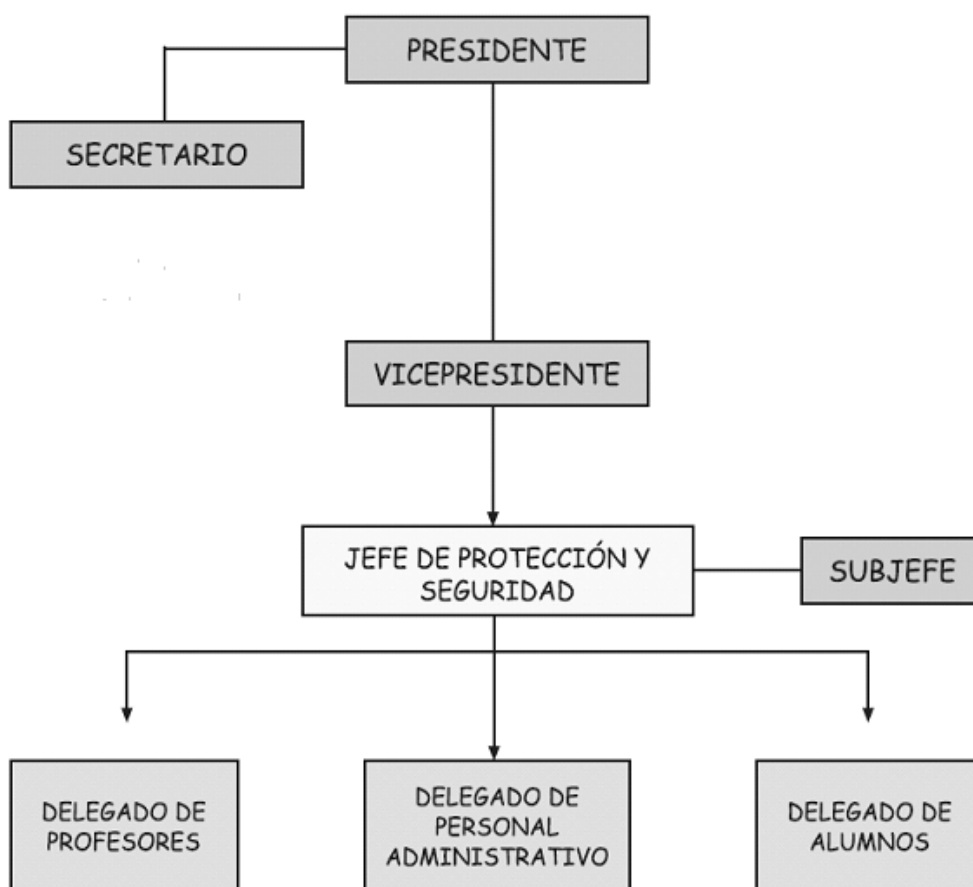 PRESIDENTE
SECRETARIO
VICEPRESIDENTE
JEFE DE PROTECCIÓN Y
SEGURIDAD
SUBJEFE
DELEGADO DE
PROFESORES
DELEGADO DE
PERSONAL
ADMINISTRATIVO
DELEGADO DE
ALUMNOS